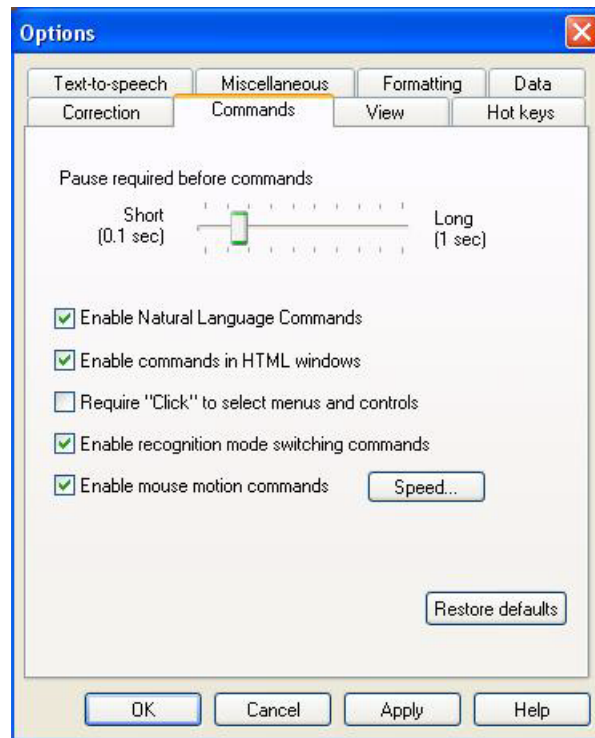 Options
Text-to-speech Miscellaneous Formatting Data
Correction Commands View Hot keys
Pause required before commands
Short
(0.1 sec)
Long
(1 sec)
Enable Natural Language Commands
Enable commands in HTML windows
Require "Click" to select menus and controls
Enable recognition mode switching commands
Enable mouse motion commands Speed...
Restore defaults
OK Cancel Apply Help